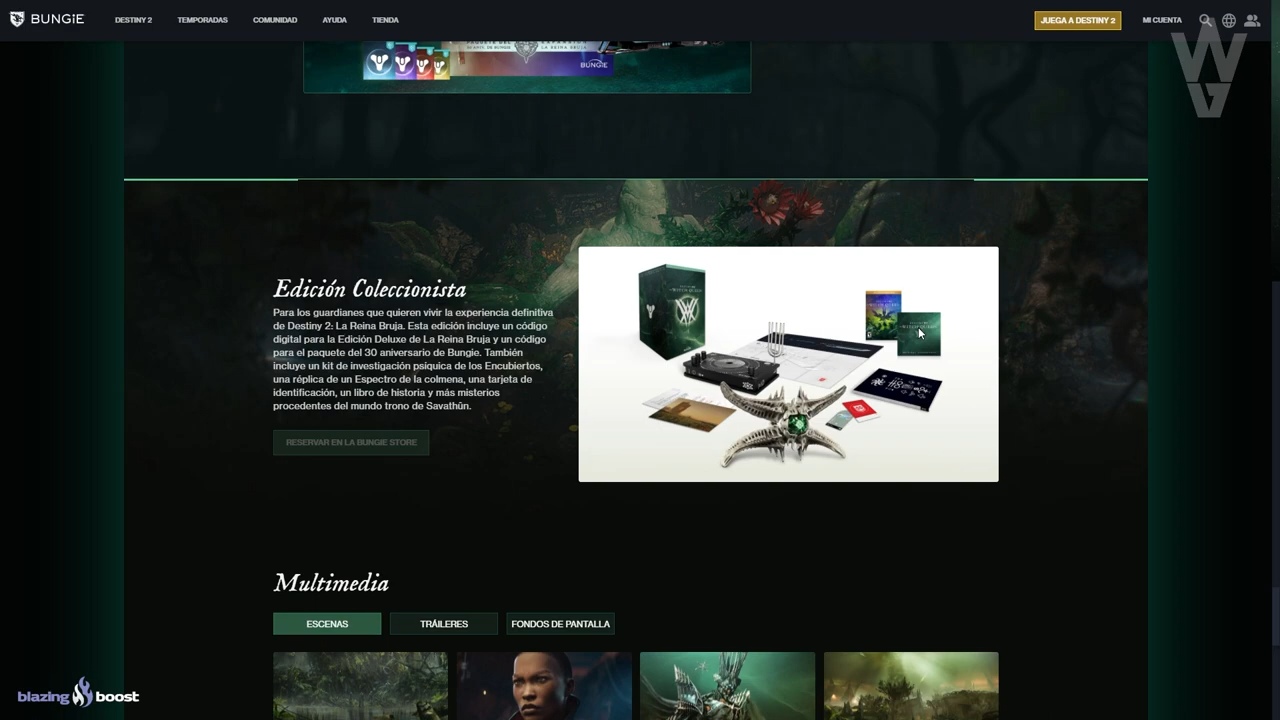 BUNGiE
DESTINY 2
TEMPORADAS
COMUNIDAD
AYUDA
TIENDA
JUEGA A DESTINY 2
MI CUENTA
LA REINA BRUJA
BUNGiE
Edición Coleccionista
Para los guardianes que quieren vivir la experiencia definitiva
de Destiny 2: La Reina Bruja. Esta edición incluye un código
digital para la Edición Deluxe de La Reina Bruja y un código
para el paquete del 30 aniversario de Bungie. También
incluye un kit de investigación psíquica de los Encubiertos,
una réplica de un Espectro de la colmena, una tarjeta de
identificación, un libro de historia y más misterios
procedentes del mundo trono de Savathûn.
RESERVAR EN LA BUNGIE STORE
Multimedia
ESCENAS
TRÁILERES
FONDOS DE PANTALLA
blazing boost